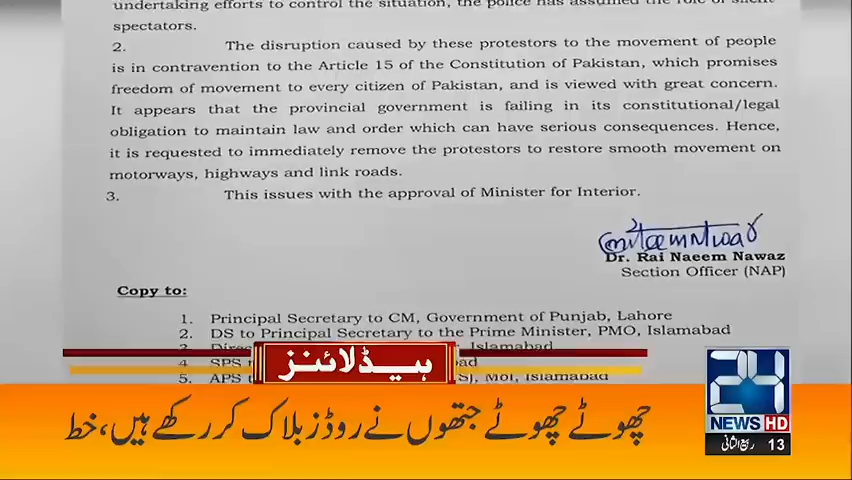 undertaking efforts to control the situation, the police has assumed the role of silent
spectators.
2. The disruption caused by these protestors to the movement of people
is in contravention to the Article 15 of the Constitution of Pakistan, which promises
freedom of movement to every citizen of Pakistan, and is viewed with great concern.
It appears that the provincial government is failing in its constitutional/legal
obligation to maintain law and order which can have serious consequences. Hence,
it is requested to immediately remove the protestors to restore smooth movement on
motorways, highways and link roads.
3. This issues with the approval of Minister for Interior.
Dr. Rai Naeem Nawaz
Section Officer (NAP)
Copy to:
1. Principal Secretary to CM, Government of Punjab, Lahore
2. DS to Principal Secretary to the Prime Minister, PMO, Islamabad
3. Islamabad
4. SPS
5. APS MoI, Islamabad
ہیڈلائنز
چھوٹے چھوٹے جتھوں نے روڈز بلاک کر رکھے ہیں، خط
24
NEWS HD
13 ربیع الثانی